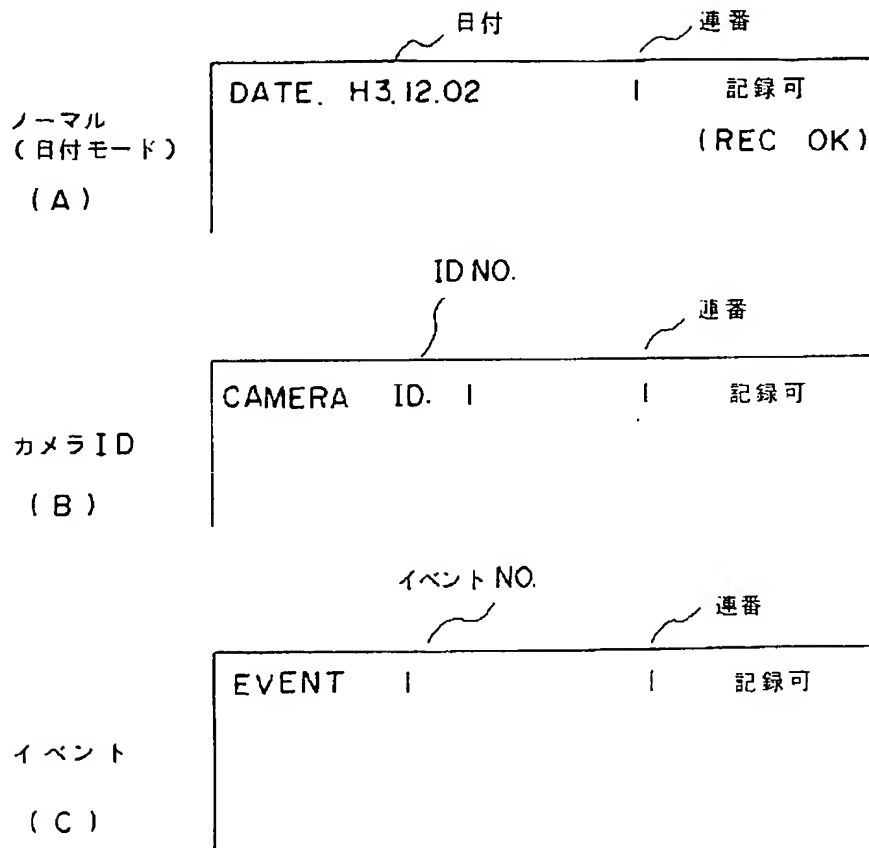 日付 連番
DATE. H3.12.02 1 記録可
(REC OK)
ノーマル
(日付モード)
(A)
ID NO.
連番
CAMERA ID. 1 1 記録可
カメラID
(B)
イベントNO.
連番
EVENT 1 1 記録可
イベント
(C)